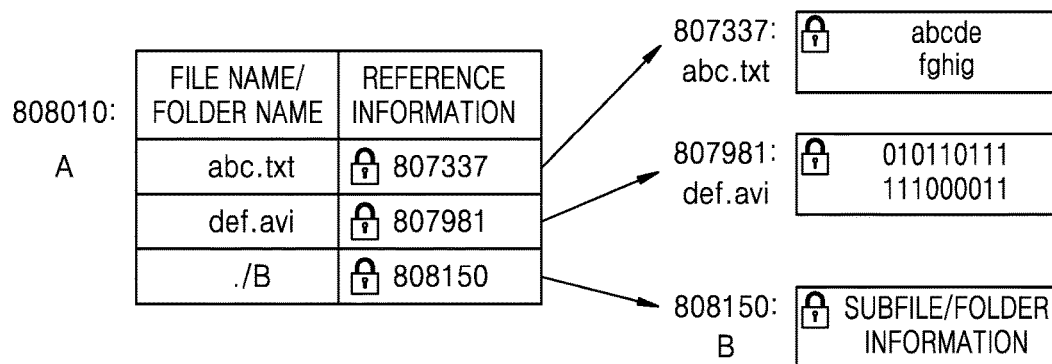 808010:
A
FILE NAME/
FOLDER NAME
REFERENCE
INFORMATION
abc.txt
807337
def.avi
807981
./B
808150
807337:
abc.txt
abcde
fghig
807981:
def.avi
010110111
111000011
808150:
B
SUBFILE/FOLDER
INFORMATION